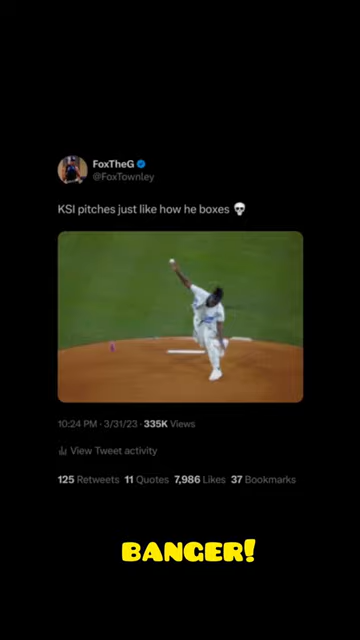 FoxTheG
@FoxTownley
KSI pitches just like how he boxes 💀
10:24 PM · 3/31/23 · 335K Views
View Tweet activity
125 Retweets 11 Quotes 7,986 Likes 37 Bookmarks
BANGER!